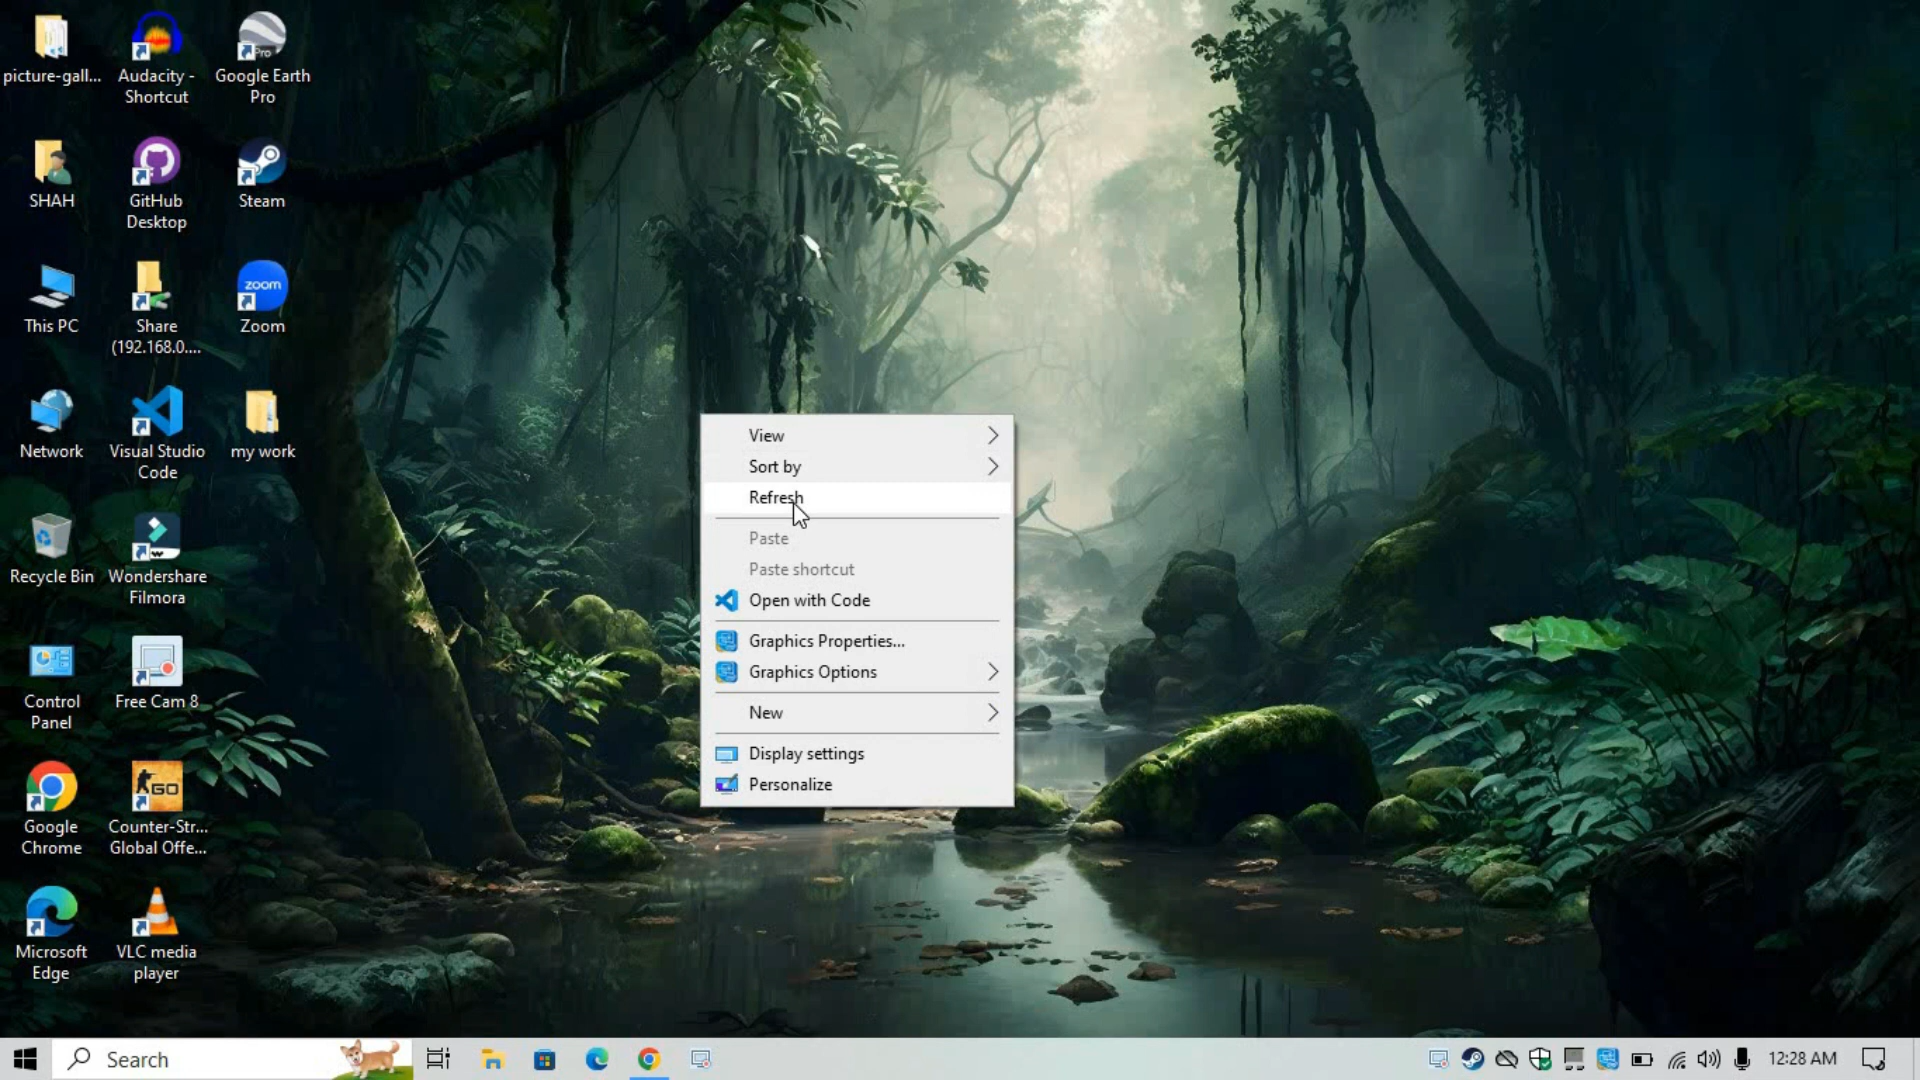 picture-gall...
Audacity -
Shortcut
Google Earth
Pro
SHAH
GitHub
Desktop
Steam
This PC
Share
(192.168.0....
zoom
Zoom
Network
Visual Studio
Code
my work
Recycle Bin
Wondershare
Filmora
Control
Panel
Free Cam 8
Google
Chrome
GO
Counter-Str...
Global Offe...
Microsoft
Edge
VLC media
player
View
Sort by
Refresh
Paste
Paste shortcut
Open with Code
Graphics Properties...
Graphics Options
New
Display settings
Personalize
Search
12:28 AM